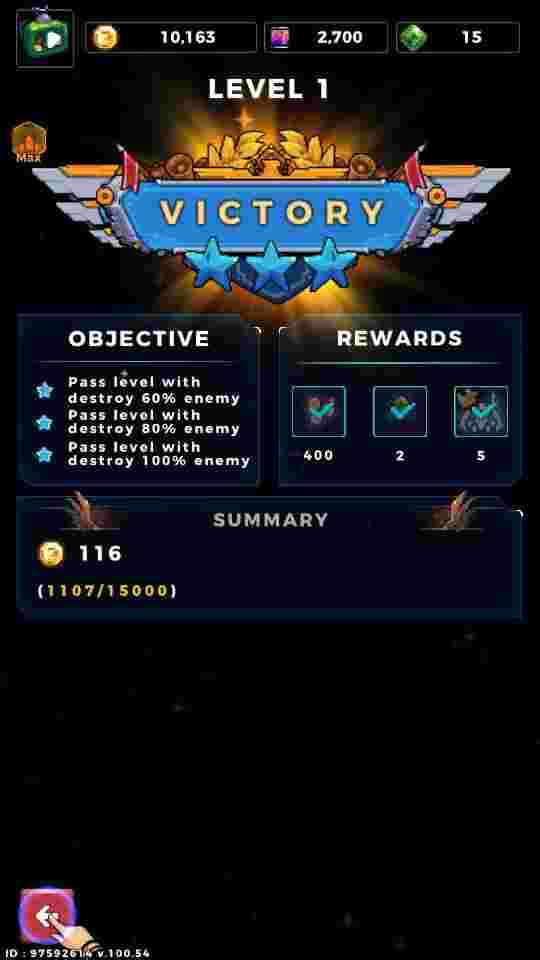 10,163
2,700
15
LEVEL 1
Max
VICTORY
OBJECTIVE
Pass level with
destroy 60% enemy
Pass level with
destroy 80% enemy
Pass level with
destroy 100% enemy
REWARDS
400
2
5
SUMMARY
116
(1107/15000)
ID : 97592614 v.100.54